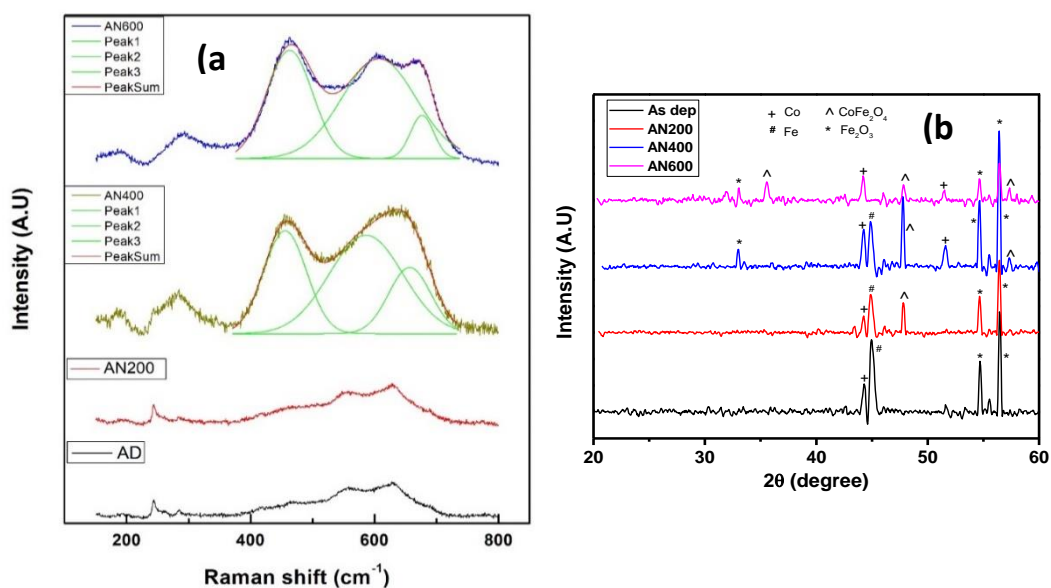 AN600
Peak1
Peak2
Peak3
PeakSum
(a
AN400
Peak1
Peak2
Peak3
PeakSum
AN200
AD
Intensity (A.U)
200 400 600 800
Raman shift (cm⁻¹)
As dep
AN200
AN400
AN600
+ Co ^ CoFe₂O₄
# Fe * Fe₂O₃
(b
* ^ + ^ + * * ^
* + # ^ + * * ^
+ # ^ * *
+ # * *
Intensity (A.U)
20 30 40 50 60
2θ (degree)